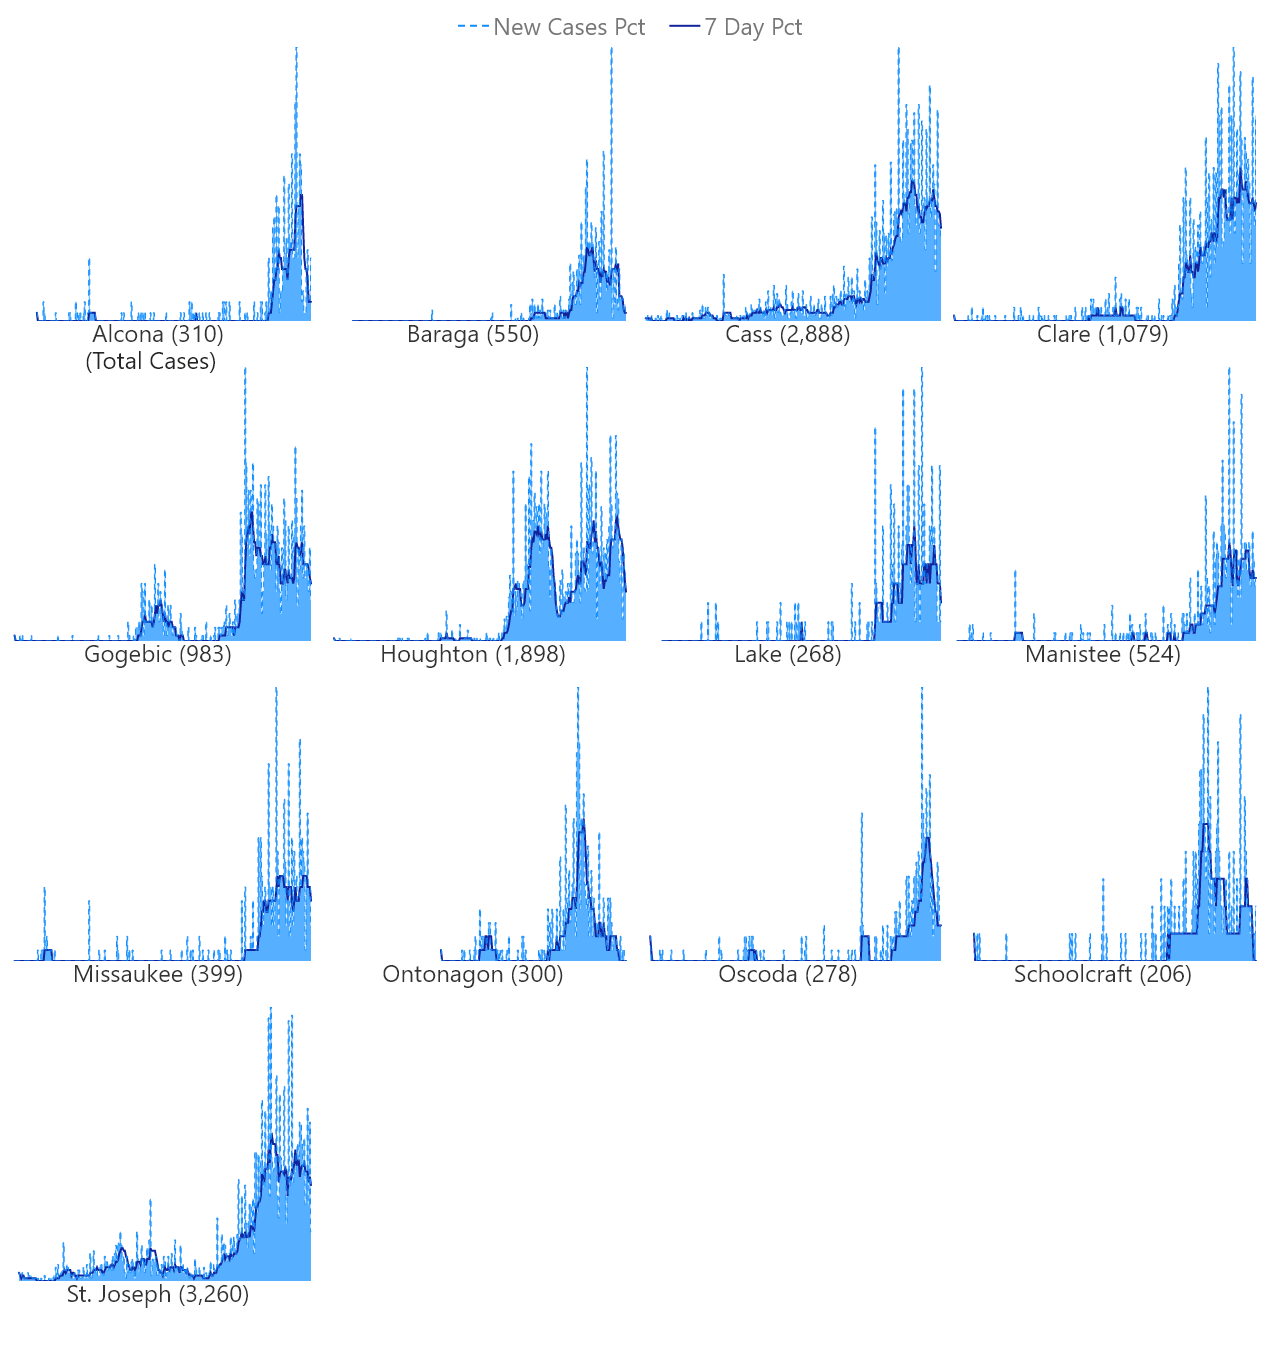 New Cases Pct 7 Day Pct
Alcona (310)
(Total Cases)
Baraga (550)
Cass (2,888)
Clare (1,079)
Gogebic (983)
Houghton (1,898)
Lake (268)
Manistee (524)
Missaukee (399)
Ontonagon (300)
Oscoda (278)
Schoolcraft (206)
St. Joseph (3,260)